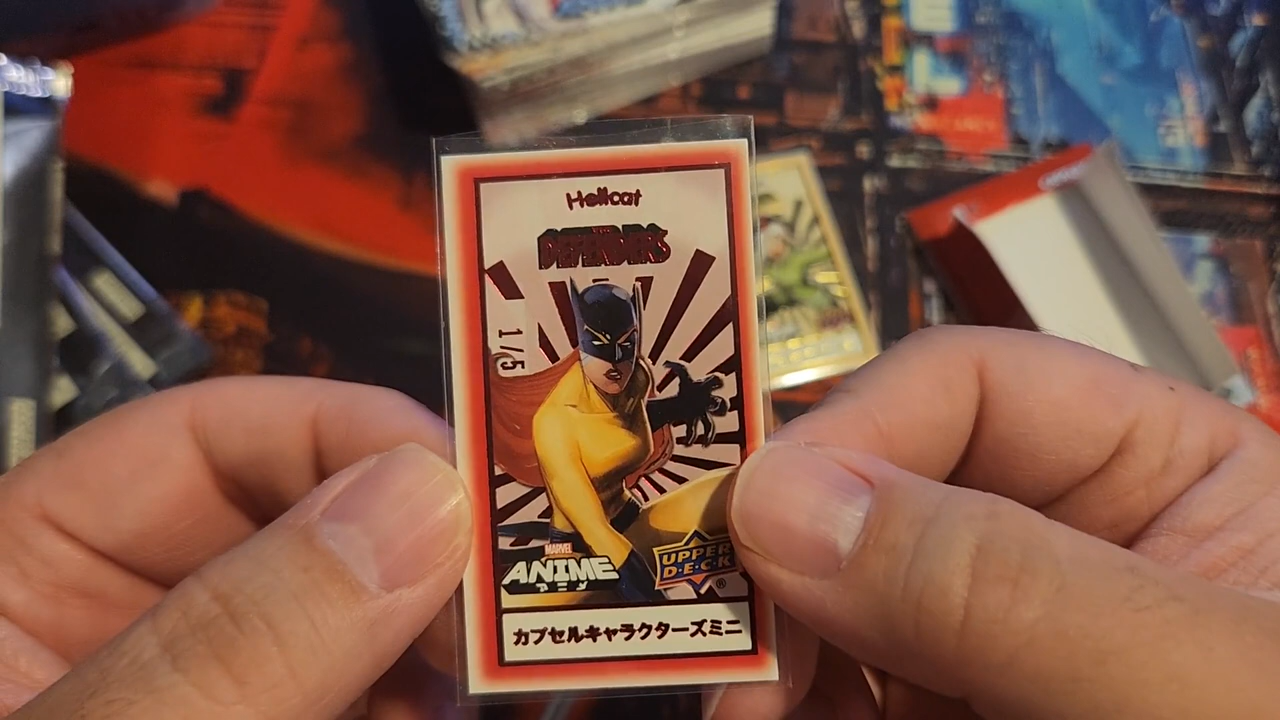 Hellcat
THE
DEFENDERS
1/5
MARVEL
ANIME
アニメ
UPPER
D·E·C·K
®
カプセルキャラクターズミニ